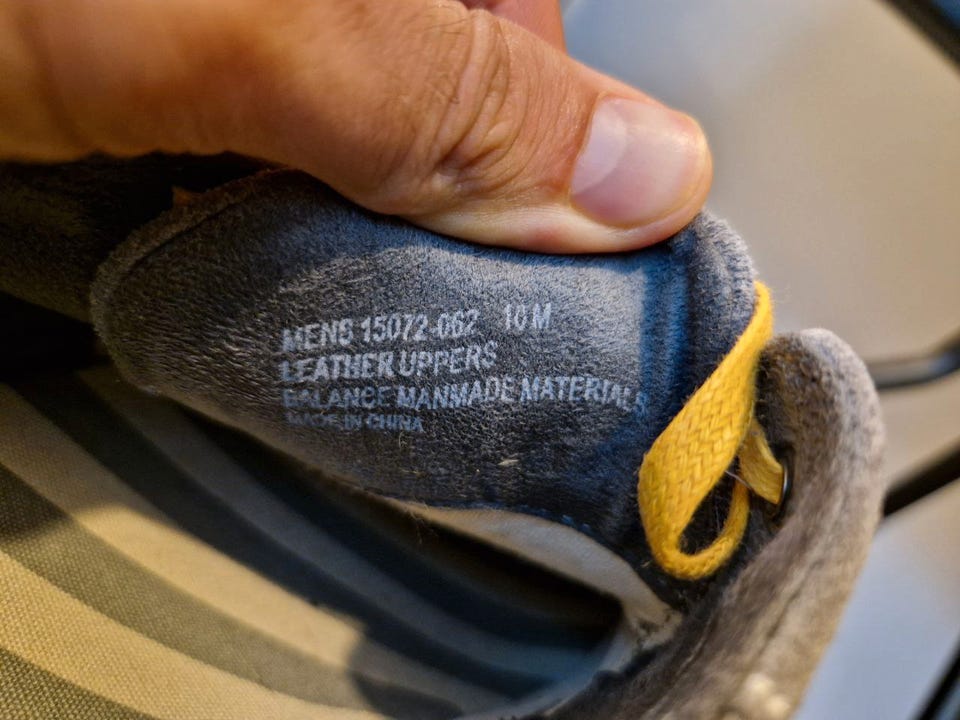 MENS 15072-062 10 M
LEATHER UPPERS
BALANCE MANMADE MATERIALS
MADE IN CHINA